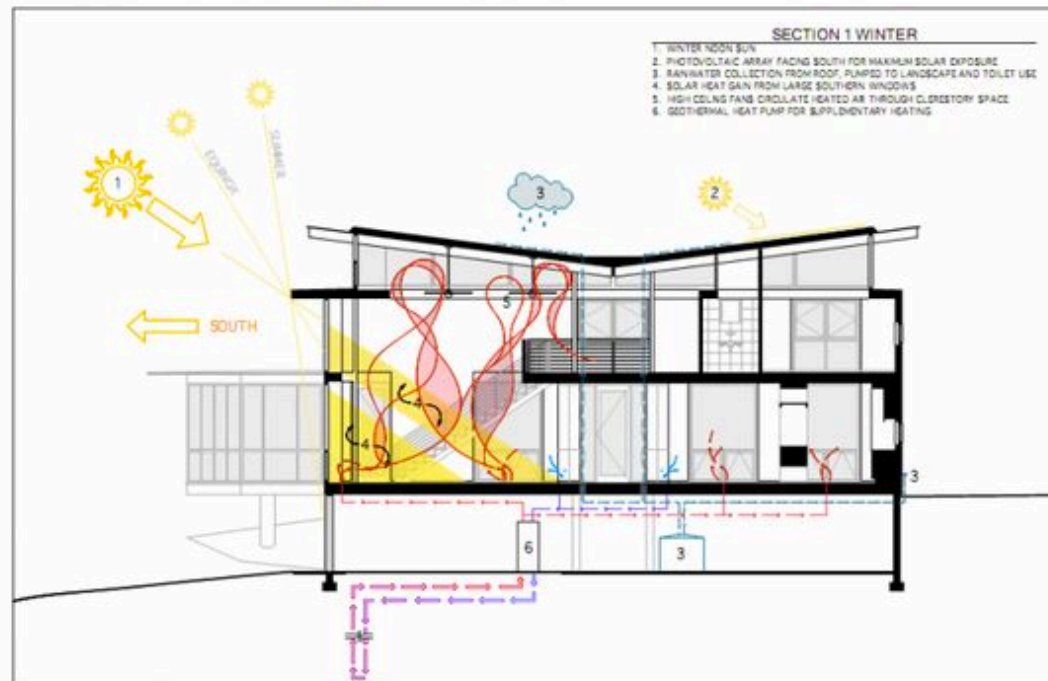 SECTION 1 WINTER
1. WINTER NOON SUN
2. PHOTOVOLTAIC ARRAY FACING SOUTH FOR MAXIMUM SOLAR EXPOSURE
3. RAINWATER COLLECTION FROM ROOF, PUMPED TO LANDSCAPE AND TOILET USE
4. SOLAR HEAT GAIN FROM LARGE SOUTHERN WINDOWS
5. HIGH CEILING FANS CIRCULATE HEATED AIR THROUGH CLERESTORY SPACE
6. GEOTHERMAL HEAT PUMP FOR SUPPLEMENTARY HEATING
SUMMER
EQUINOX
1
3
2
5
SOUTH
4
4
3
6
3